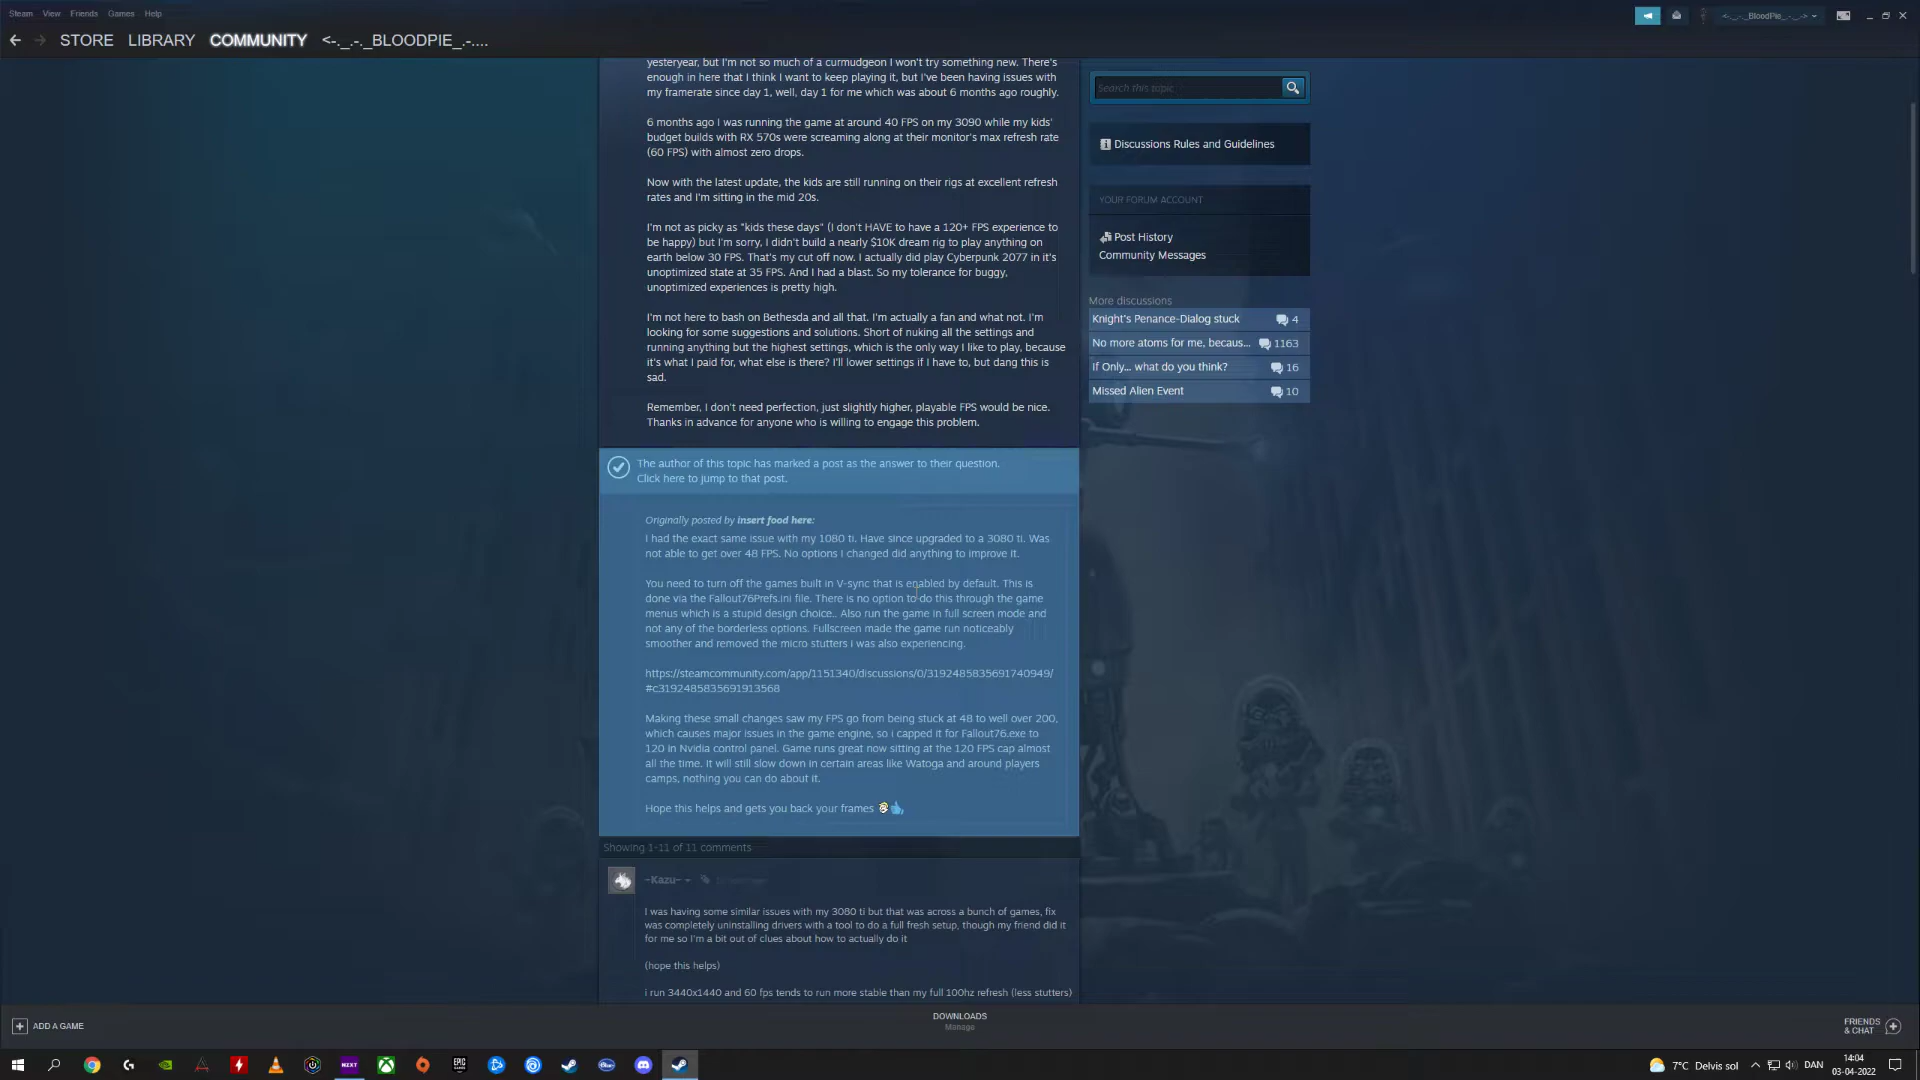 Steam View Friends Games Help
<-._.-._BloodPie_.-._.->
STORE LIBRARY COMMUNITY <-._.-._BLOODPIE_.-....
yesteryear, but I'm not so much of a curmudgeon I won't try something new. There's
enough in here that I think I want to keep playing it, but I've been having issues with
my framerate since day 1, well, day 1 for me which was about 6 months ago roughly.
6 months ago I was running the game at around 40 FPS on my 3090 while my kids'
budget builds with RX 570s were screaming along at their monitor's max refresh rate
(60 FPS) with almost zero drops.
Now with the latest update, the kids are still running on their rigs at excellent refresh
rates and I'm sitting in the mid 20s.
I'm not as picky as "kids these days" (I don't HAVE to have a 120+ FPS experience to
be happy) but I'm sorry, I didn't build a nearly $10K dream rig to play anything on
earth below 30 FPS. That's my cut off now. I actually did play Cyberpunk 2077 in it's
unoptimized state at 35 FPS. And I had a blast. So my tolerance for buggy,
unoptimized experiences is pretty high.
I'm not here to bash on Bethesda and all that. I'm actually a fan and what not. I'm
looking for some suggestions and solutions. Short of nuking all the settings and
running anything but the highest settings, which is the only way I like to play, because
it's what I paid for, what else is there? I'll lower settings if I have to, but dang this is
sad.
Remember, I don't need perfection, just slightly higher, playable FPS would be nice.
Thanks in advance for anyone who is willing to engage this problem.
The author of this topic has marked a post as the answer to their question.
Click here to jump to that post.
Originally posted by insert food here:
I had the exact same issue with my 1080 ti. Have since upgraded to a 3080 ti. Was
not able to get over 48 FPS. No options I changed did anything to improve it.
You need to turn off the games built in V-sync that is enabled by default. This is
done via the Fallout76Prefs.ini file. There is no option to do this through the game
menus which is a stupid design choice.. Also run the game in full screen mode and
not any of the borderless options. Fullscreen made the game run noticeably
smoother and removed the micro stutters i was also experiencing.
https://steamcommunity.com/app/1151340/discussions/0/3192485835691740949/
#c3192485835691913568
Making these small changes saw my FPS go from being stuck at 48 to well over 200,
which causes major issues in the game engine, so i capped it for Fallout76.exe to
120 in Nvidia control panel. Game runs great now sitting at the 120 FPS cap almost
all the time. It will still slow down in certain areas like Watoga and around players
camps, nothing you can do about it.
Hope this helps and gets you back your frames
Showing 1-11 of 11 comments
~Kazu~
I was having some similar issues with my 3080 ti but that was across a bunch of games, fix
was completely uninstalling drivers with a tool to do a full fresh setup, though my friend did it
for me so I'm a bit out of clues about how to actually do it
(hope this helps)
i run 3440x1440 and 60 fps tends to run more stable than my full 100hz refresh (less stutters)
Search this topic
Discussions Rules and Guidelines
YOUR FORUM ACCOUNT
Post History
Community Messages
More discussions
Knight's Penance-Dialog stuck 4
No more atoms for me, becaus... 1163
If Only... what do you think? 16
Missed Alien Event 10
ADD A GAME
DOWNLOADS
Manage
FRIENDS
& CHAT
NZXT
EPIC
GAMES
7°C Delvis sol
DAN
14:04
03-04-2022